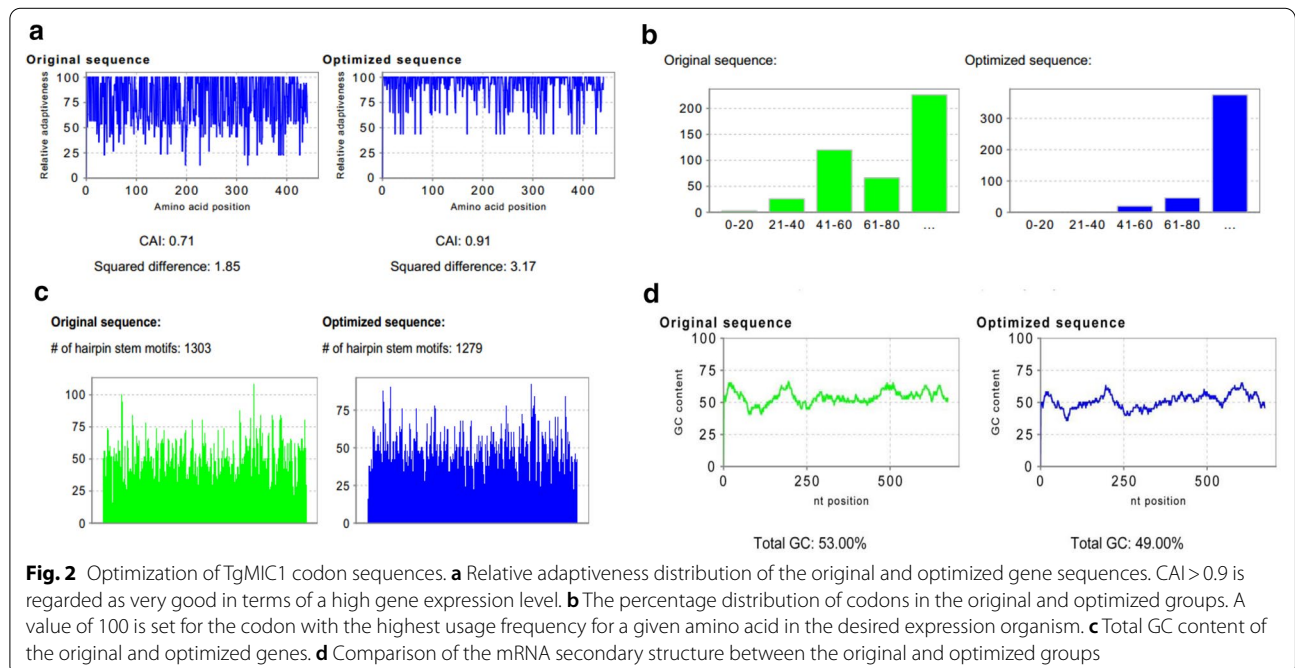 a
Original sequence
Optimized sequence
Relative adaptiveness
100
75
50
25
0
0 100 200 300 400
Amino acid position
Relative adaptiveness
100
75
50
25
0
0 100 200 300 400
Amino acid position
CAI: 0.71
CAI: 0.91
Squared difference: 1.85
Squared difference: 3.17
b
Original sequence:
Optimized sequence:
200
150
100
50
0
0-20 21-40 41-60 61-80 ...
300
200
100
0
0-20 21-40 41-60 61-80 ...
c
Original sequence:
Optimized sequence:
# of hairpin stem motifs: 1303
# of hairpin stem motifs: 1279
100
75
50
25
0
75
50
25
0
d
Original sequence
Optimized sequence
GC content
100
75
50
25
0
0 250 500
nt position
GC content
100
75
50
25
0
0 250 500
nt position
Total GC: 53.00%
Total GC: 49.00%
Fig. 2 Optimization of TgMIC1 codon sequences. a Relative adaptiveness distribution of the original and optimized gene sequences. CAI > 0.9 is
regarded as very good in terms of a high gene expression level. b The percentage distribution of codons in the original and optimized groups. A
value of 100 is set for the codon with the highest usage frequency for a given amino acid in the desired expression organism. c Total GC content of
the original and optimized genes. d Comparison of the mRNA secondary structure between the original and optimized groups